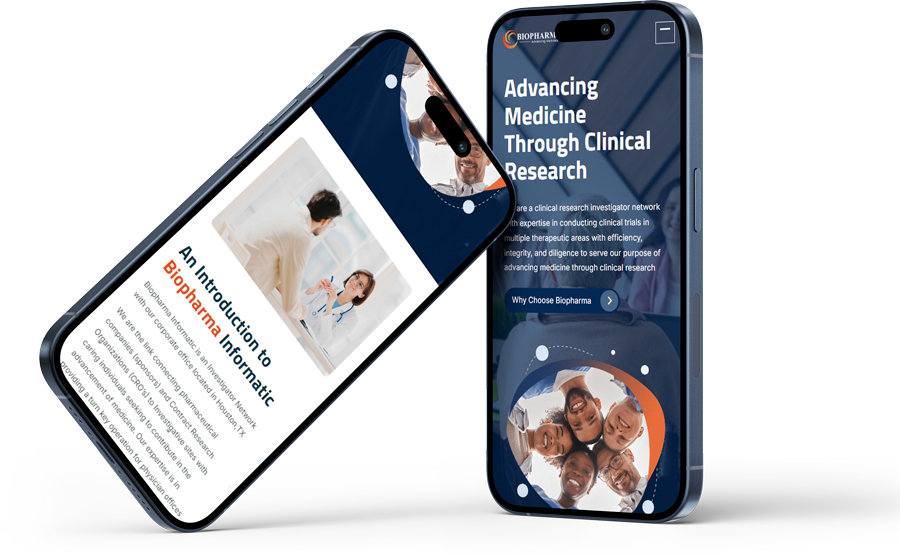 An Introduction to
Biopharma Informatic
Biopharma Informatic is an Investigator Network
with our corporate office located in Houston,TX
We are the link connecting pharmaceutical
companies (sponsors) and Contract Research
Organizations (CRO's) to Investigative sites with
caring individuals seeking to contribute in the
advancement of medicine. Our expertise is in
providing a turn key operation for physician offices
BIOPHARM
Advancing
Medicine
Through Clinical
Research
are a clinical research investigator network
with expertise in conducting clinical trials in
multiple therapeutic areas with efficiency,
integrity, and diligence to serve our purpose of
advancing medicine through clinical research
Why Choose Biopharma